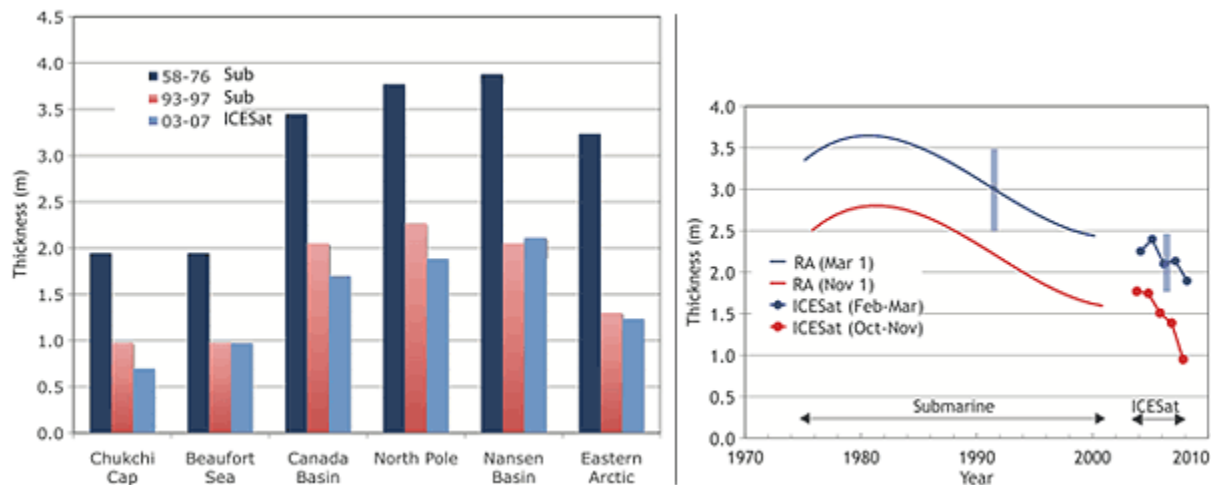 4.5
4.0
3.5
3.0
2.5
2.0
1.5
1.0
0.5
0.0
Thickness (m)
58-76 Sub
93-97 Sub
03-07 ICESat
Chukchi Cap
Beaufort Sea
Canada Basin
North Pole
Nansen Basin
Eastern Arctic
4.0
3.5
3.0
2.5
2.0
1.5
1.0
0.5
0.0
Thickness (m)
RA (Mar 1)
RA (Nov 1)
ICESat (Feb-Mar)
ICESat (Oct-Nov)
Submarine
ICESat
1970 1980 1990 2000 2010
Year